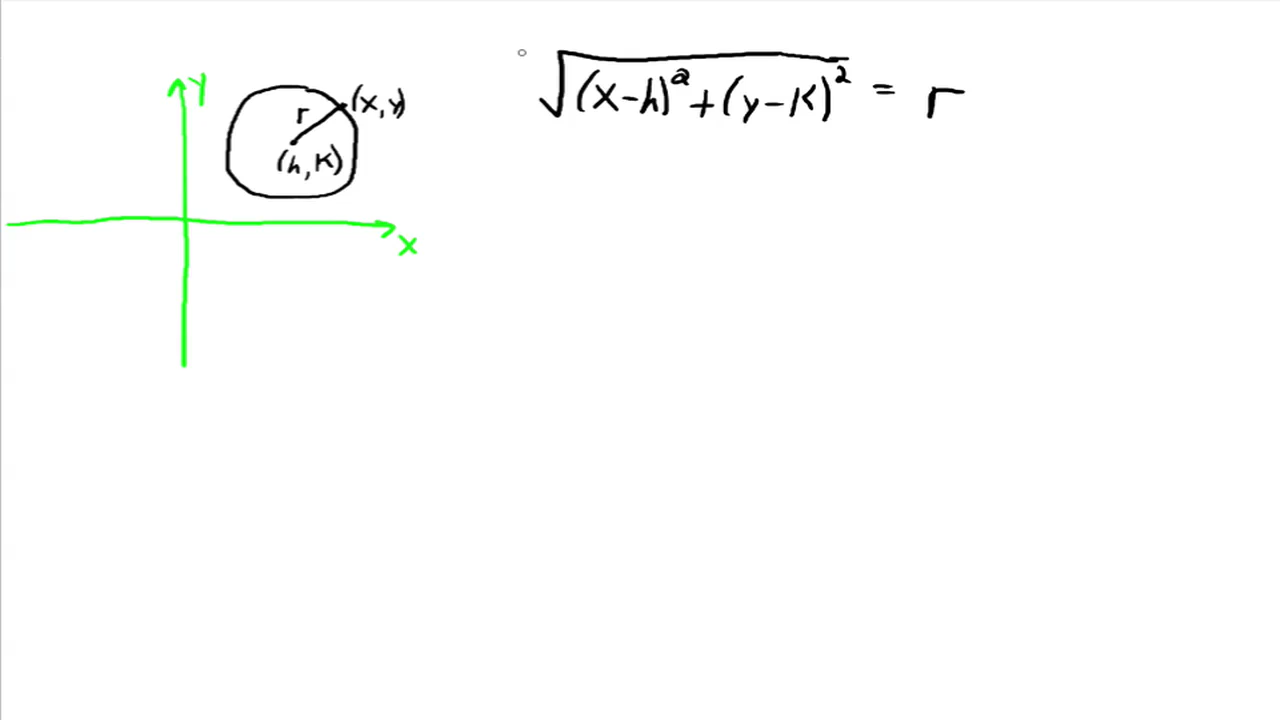 Y
(x, y)
r
(h, K)
X
√((x-h)²+(y-K)²) = r